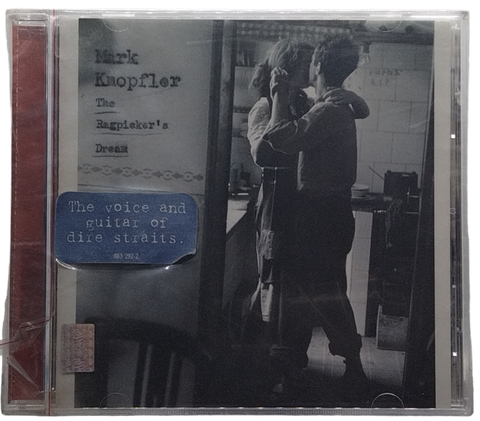 Mark
Knopfler
The
Ragpicker's
Dream
The voice and
guitar of
dire straits.